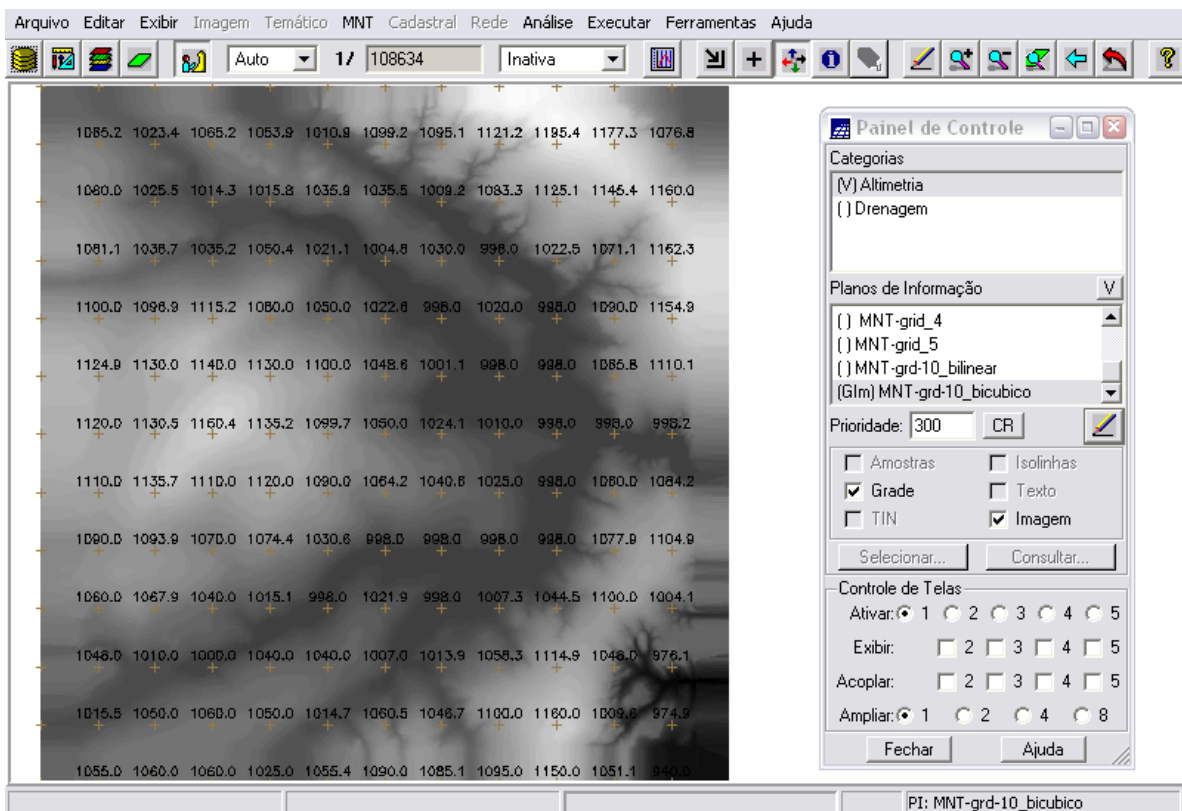 Arquivo Editar Exibir Imagem Temático MNT Cadastral Rede Análise Executar Ferramentas Ajuda
Auto 1/ 108634 Inativa ?
1085.2 1023.4 1065.2 1053.9 1010.9 1099.2 1095.1 1121.2 1195.4 1177.3 1076.8
1080.0 1025.5 1014.3 1015.8 1035.9 1035.5 1009.2 1083.3 1125.1 1145.4 1160.0
1081.1 1038.7 1035.2 1050.4 1021.1 1004.8 1030.0 998.0 1022.5 1071.1 1162.3
1100.0 1096.9 1115.2 1080.0 1050.0 1022.6 998.0 1020.0 998.0 1090.0 1154.9
1124.9 1130.0 1140.0 1130.0 1100.0 1048.6 1001.1 998.0 998.0 1065.8 1110.1
1120.0 1130.5 1160.4 1135.2 1099.7 1050.0 1024.1 1010.0 998.0 998.0 998.2
1110.0 1135.7 1110.0 1120.0 1090.0 1064.2 1040.6 1025.0 998.0 1060.0 1084.2
1090.0 1093.9 1070.0 1074.4 1030.6 998.0 998.0 998.0 998.0 1077.9 1104.9
1060.0 1067.9 1040.0 1015.1 998.0 1021.9 998.0 1007.3 1044.5 1100.0 1004.1
1046.0 1010.0 1000.0 1040.0 1040.0 1007.0 1013.9 1058.3 1114.9 1046.0 976.1
1015.5 1050.0 1060.0 1050.0 1014.7 1060.5 1046.7 1100.0 1160.0 1009.6 974.9
1055.0 1060.0 1060.0 1025.0 1055.4 1090.0 1085.1 1095.0 1150.0 1051.1 940.0
Painel de Controle
Categorias
(V) Altimetria
( ) Drenagem
Planos de Informação V
( ) MNT-grid_4
( ) MNT-grid_5
( ) MNT-grd-10_bilinear
(GIm) MNT-grd-10_bicubico
Prioridade: 300 CR
Amostras Isolinhas
Grade Texto
TIN Imagem
Selecionar... Consultar...
Controle de Telas
Ativar: 1 2 3 4 5
Exibir: 2 3 4 5
Acoplar: 2 3 4 5
Ampliar: 1 2 4 8
Fechar Ajuda
PI: MNT-grd-10_bicubico